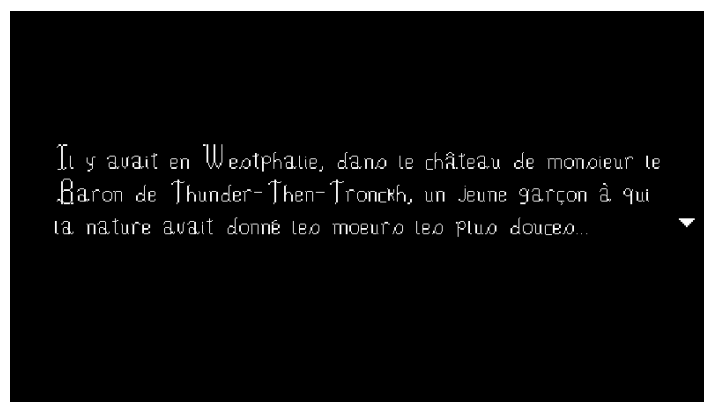 Il y avait en Westphalie, dans le château de monsieur le
Baron de Thunder-Then-Tronckh, un jeune garçon à qui
la nature avait donné les moeurs les plus douces...